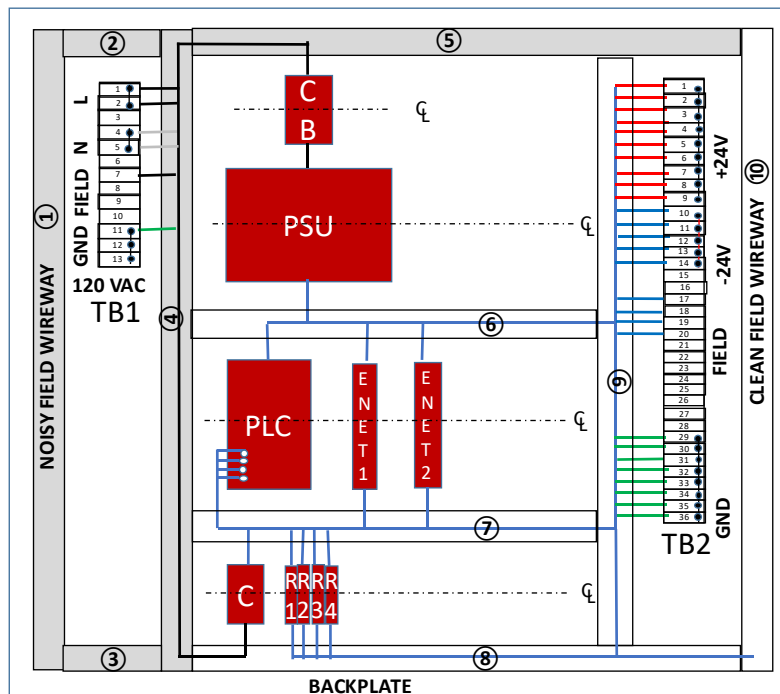 ②
⑤
1
2
3
4
5
6
7
8
9
10
11
12
13
L
N
FIELD
GND
120 VAC
TB1
①
NOISY FIELD WIREWAY
③
④
C
B
℄
PSU
℄
⑥
PLC
E
N
E
T
1
E
N
E
T
2
℄
⑦
C
R
1
R
2
R
3
R
4
℄
⑧
BACKPLATE
⑨
1
2
3
4
5
6
7
8
9
10
11
12
13
14
15
16
17
18
19
20
21
22
23
24
25
26
27
28
29
30
31
32
33
34
35
36
+24V
-24V
FIELD
GND
TB2
⑩
CLEAN FIELD WIREWAY